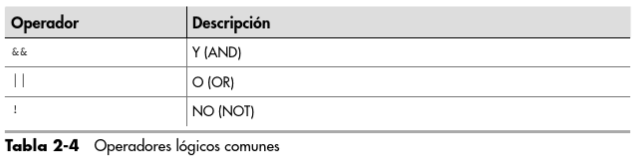 Operador Descripción
&& Y (AND)
|| O (OR)
! NO (NOT)
Tabla 2-4 Operadores lógicos comunes